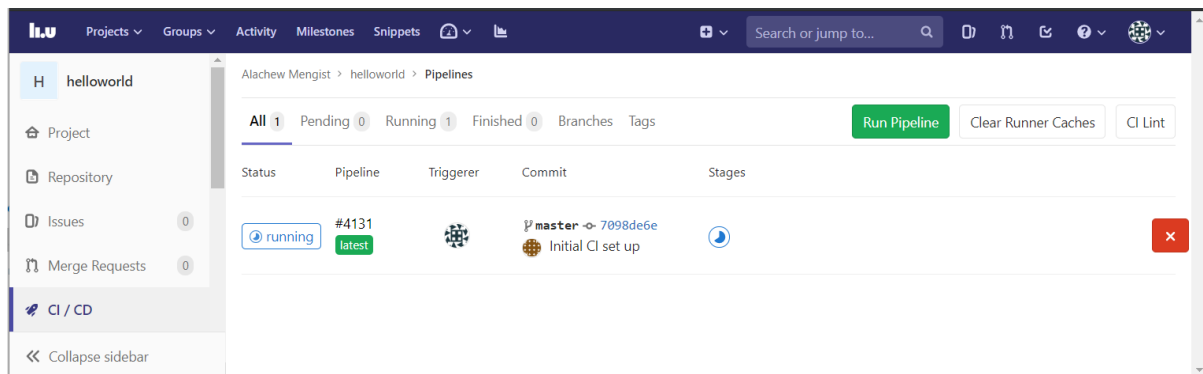 li.u Projects Groups Activity Milestones Snippets Search or jump to...
H helloworld
Project
Repository
Issues 0
Merge Requests 0
CI / CD
Collapse sidebar
Alachew Mengist > helloworld > Pipelines
All 1 Pending 0 Running 1 Finished 0 Branches Tags Run Pipeline Clear Runner Caches CI Lint
Status Pipeline Triggerer Commit Stages
running #4131 master 7098de6e
latest Initial CI set up